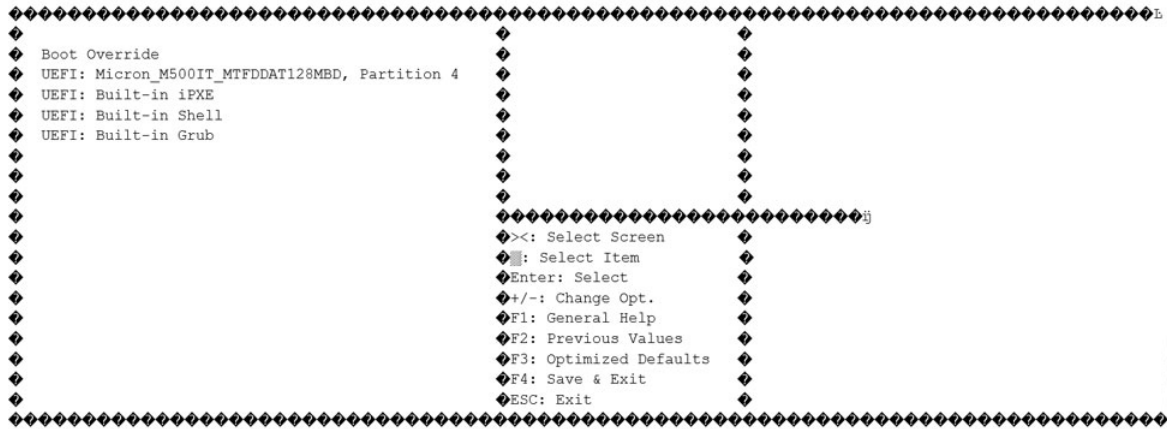 Boot Override
UEFI: Micron_M500IT_MTFDDAT128MBD, Partition 4
UEFI: Built-in iPXE
UEFI: Built-in Shell
UEFI: Built-in Grub
><: Select Screen
: Select Item
Enter: Select
+/-: Change Opt.
F1: General Help
F2: Previous Values
F3: Optimized Defaults
F4: Save & Exit
ESC: Exit